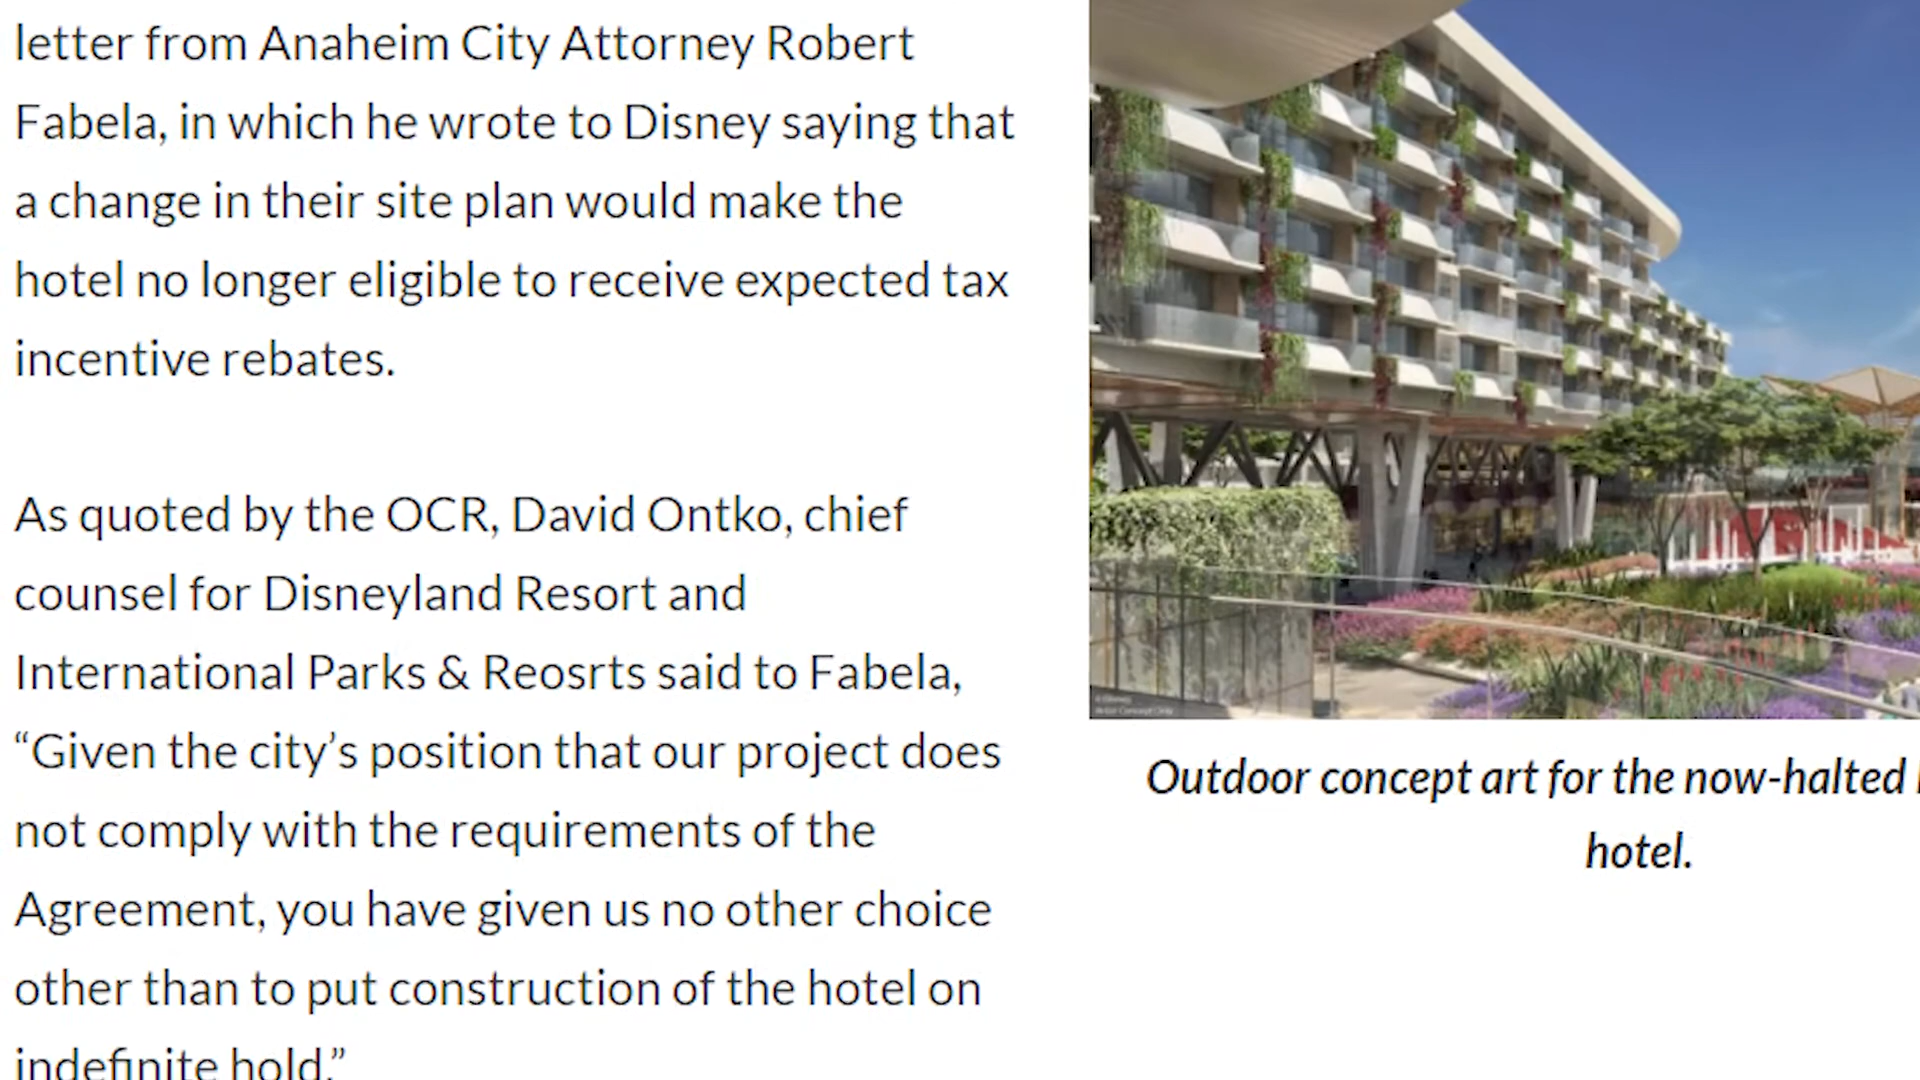 letter from Anaheim City Attorney Robert
Fabela, in which he wrote to Disney saying that
a change in their site plan would make the
hotel no longer eligible to receive expected tax
incentive rebates.
As quoted by the OCR, David Ontko, chief
counsel for Disneyland Resort and
International Parks & Reosrts said to Fabela,
“Given the city’s position that our project does
not comply with the requirements of the
Agreement, you have given us no other choice
other than to put construction of the hotel on
indefinite hold.”
Outdoor concept art for the now-halted
hotel.